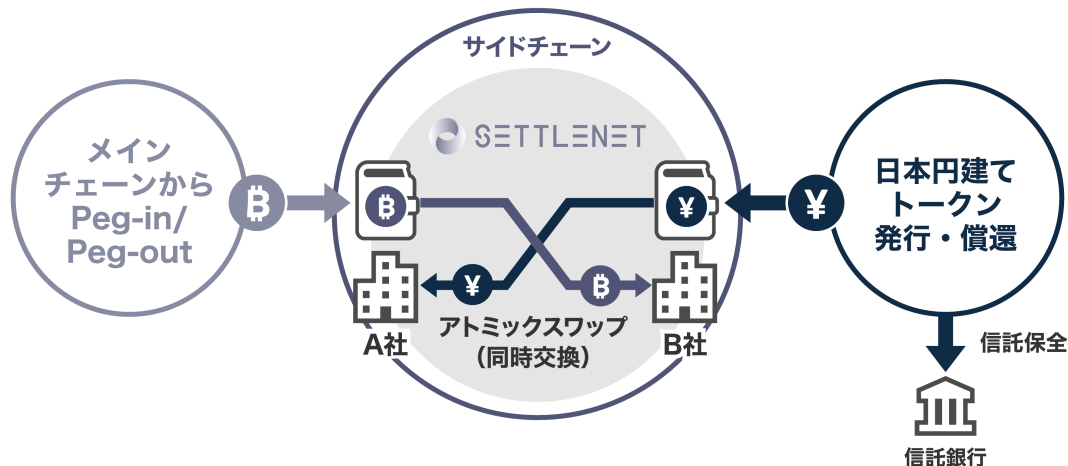 サイドチェーン
SETTLENET
メイン
チェーンから
Peg-in/
Peg-out
₿
₿
¥
¥
日本円建て
トークン
発行・償還
¥
₿
アトミックスワップ
（同時交換）
A社
B社
信託保全
信託銀行